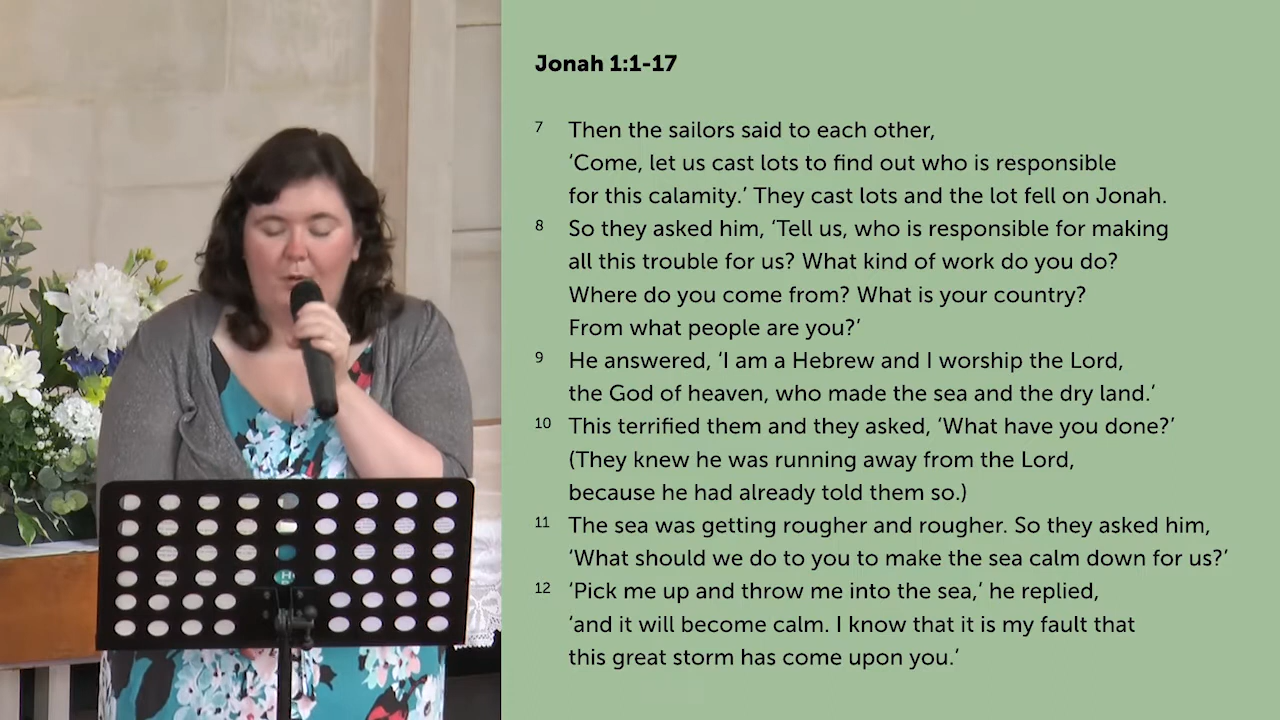 Jonah 1:1-17
7 Then the sailors said to each other,
‘Come, let us cast lots to find out who is responsible
for this calamity.’ They cast lots and the lot fell on Jonah.
8 So they asked him, ‘Tell us, who is responsible for making
all this trouble for us? What kind of work do you do?
Where do you come from? What is your country?
From what people are you?’
9 He answered, ‘I am a Hebrew and I worship the Lord,
the God of heaven, who made the sea and the dry land.’
10 This terrified them and they asked, ‘What have you done?’
(They knew he was running away from the Lord,
because he had already told them so.)
11 The sea was getting rougher and rougher. So they asked him,
‘What should we do to you to make the sea calm down for us?’
12 ‘Pick me up and throw me into the sea,’ he replied,
‘and it will become calm. I know that it is my fault that
this great storm has come upon you.’